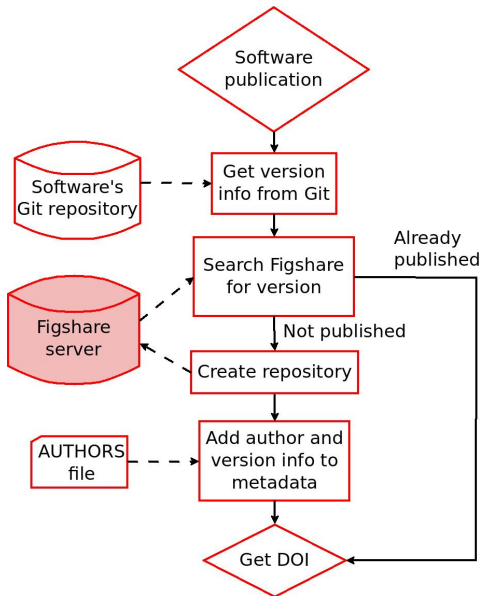 Software
publication
Get version
info from Git
Software's
Git repository
Search Figshare
for version
Already
published
Figshare
server
Not published
Create repository
Add author and
version info to
metadata
AUTHORS
file
Get DOI